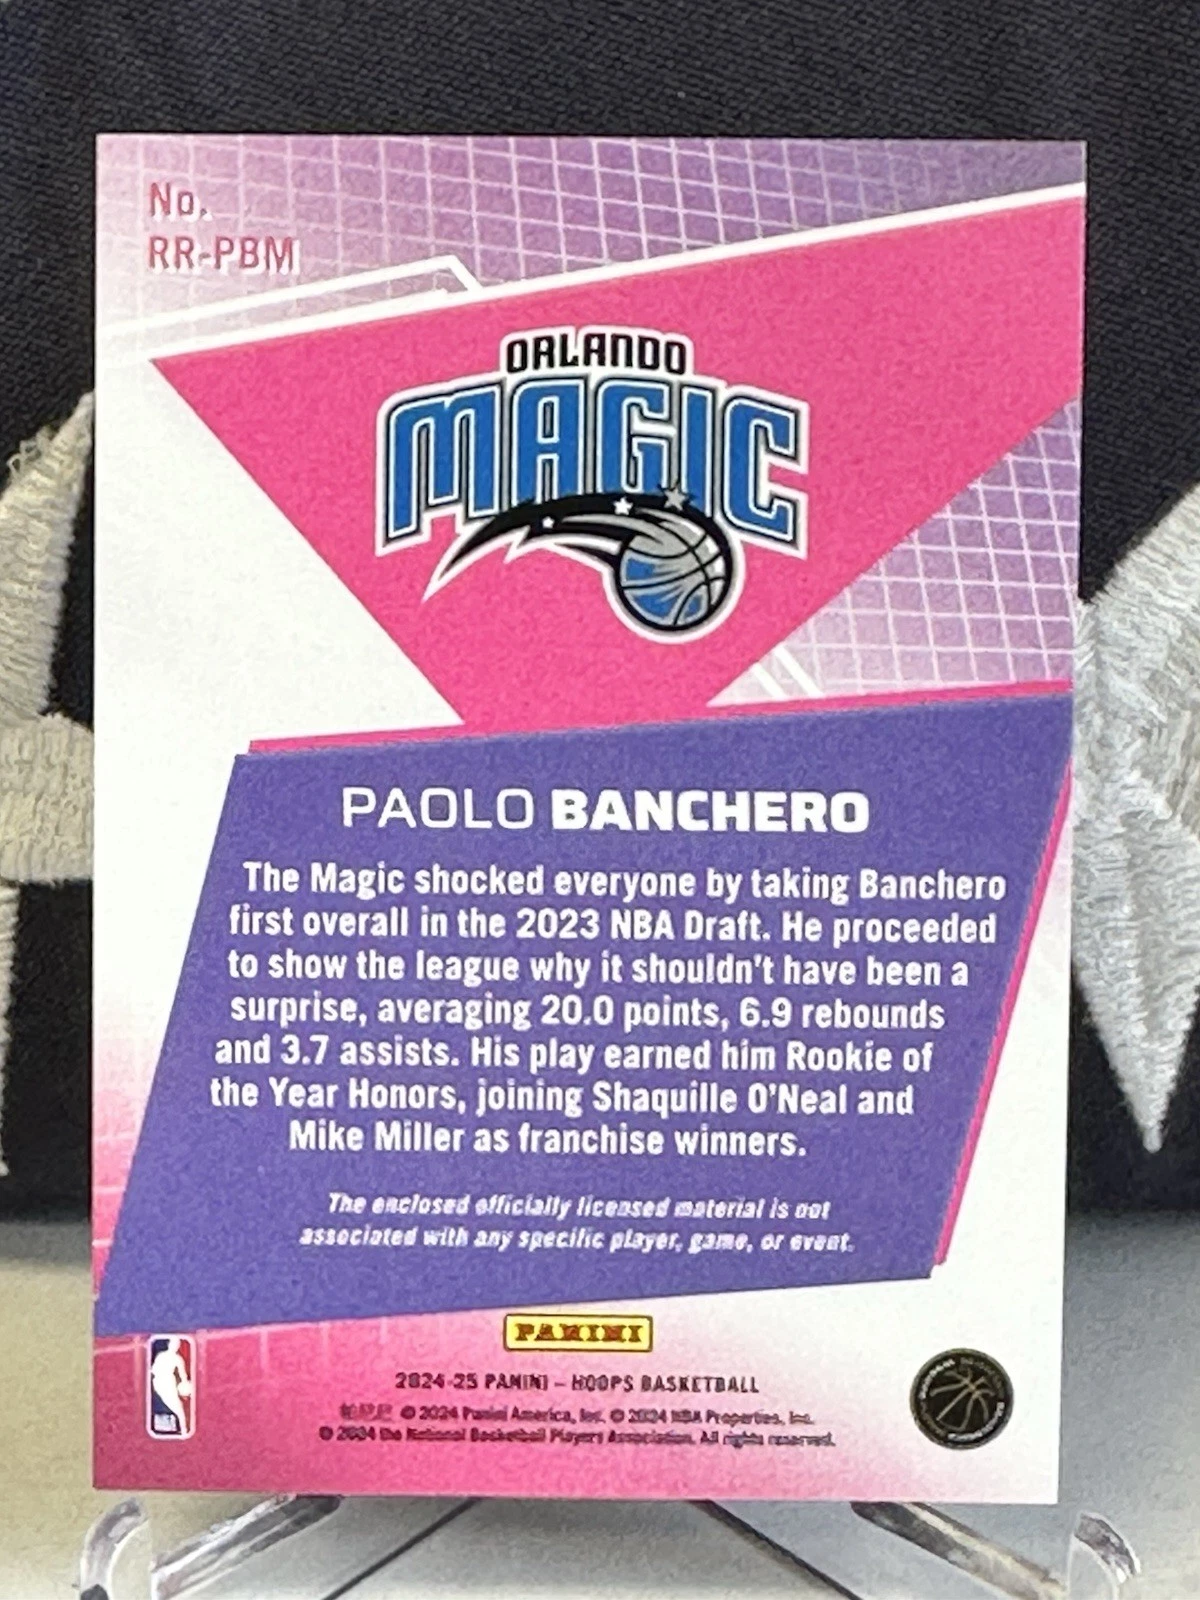 No.
RR-PBM
ORLANDO
MAGIC
PAOLO BANCHERO
The Magic shocked everyone by taking Banchero
first overall in the 2023 NBA Draft. He proceeded
to show the league why it shouldn't have been a
surprise, averaging 20.0 points, 6.9 rebounds
and 3.7 assists. His play earned him Rookie of
the Year Honors, joining Shaquille O'Neal and
Mike Miller as franchise winners.
The enclosed officially licensed material is not
associated with any specific player, game, or event.
PANINI
2024-25 PANINI – HOOPS BASKETBALL
© 2024 Panini America, Inc. © 2024 NBA Properties, Inc.
© 2024 the National Basketball Players Association. All rights reserved.
NBA